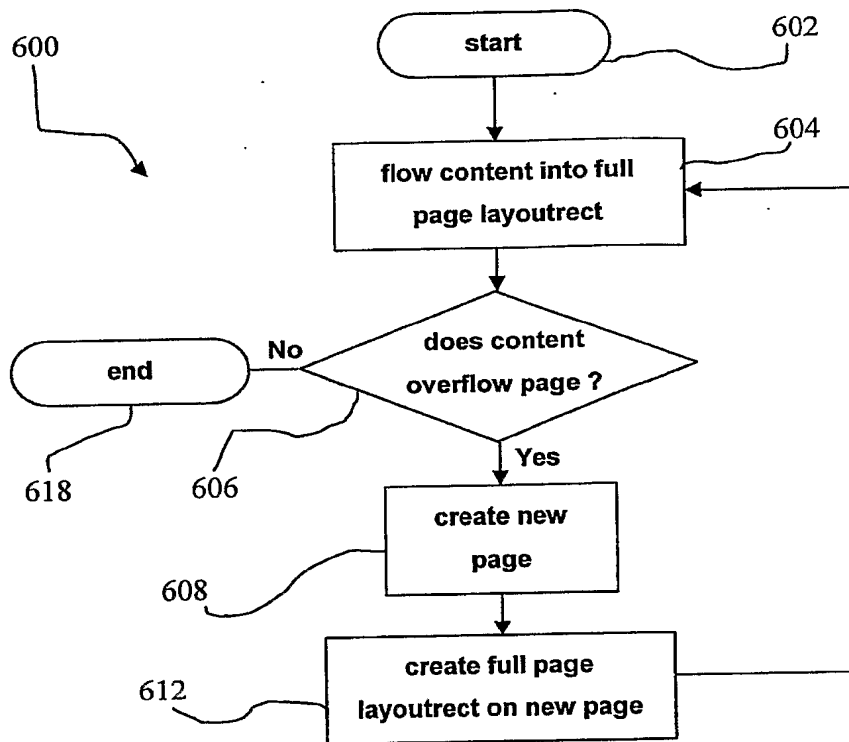 start
602
600
604
flow content into full
page layoutrect
No
does content
overflow page ?
end
618
606
Yes
create new
page
608
create full page
layoutrect on new page
612